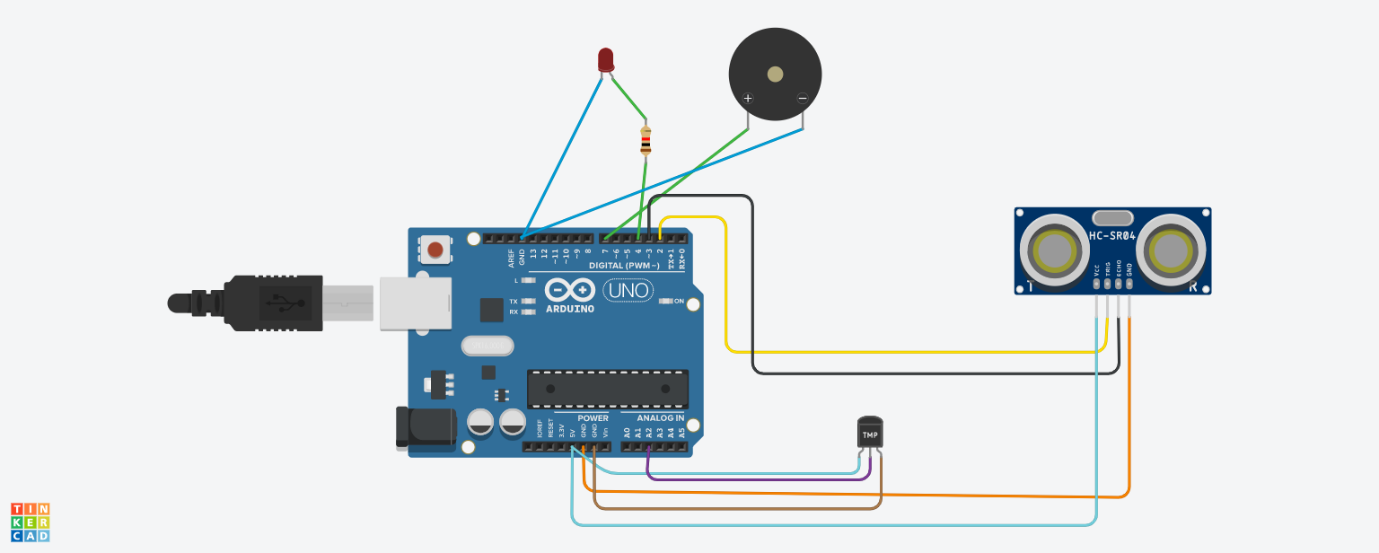 + −
HC-SR04
VCC TRIG ECHO GND
T R
AREF GND 13 12 ~11 ~10 ~9 8 7 ~6 ~5 4 ~3 2 TX→1 RX←0
DIGITAL (PWM~)
L
TX
RX
ARDUINO
UNO
ON
POWER ANALOG IN
IOREF RESET 3.3V 5V GND GND Vin A0 A1 A2 A3 A4 A5
TMP
TIN
KER
CAD